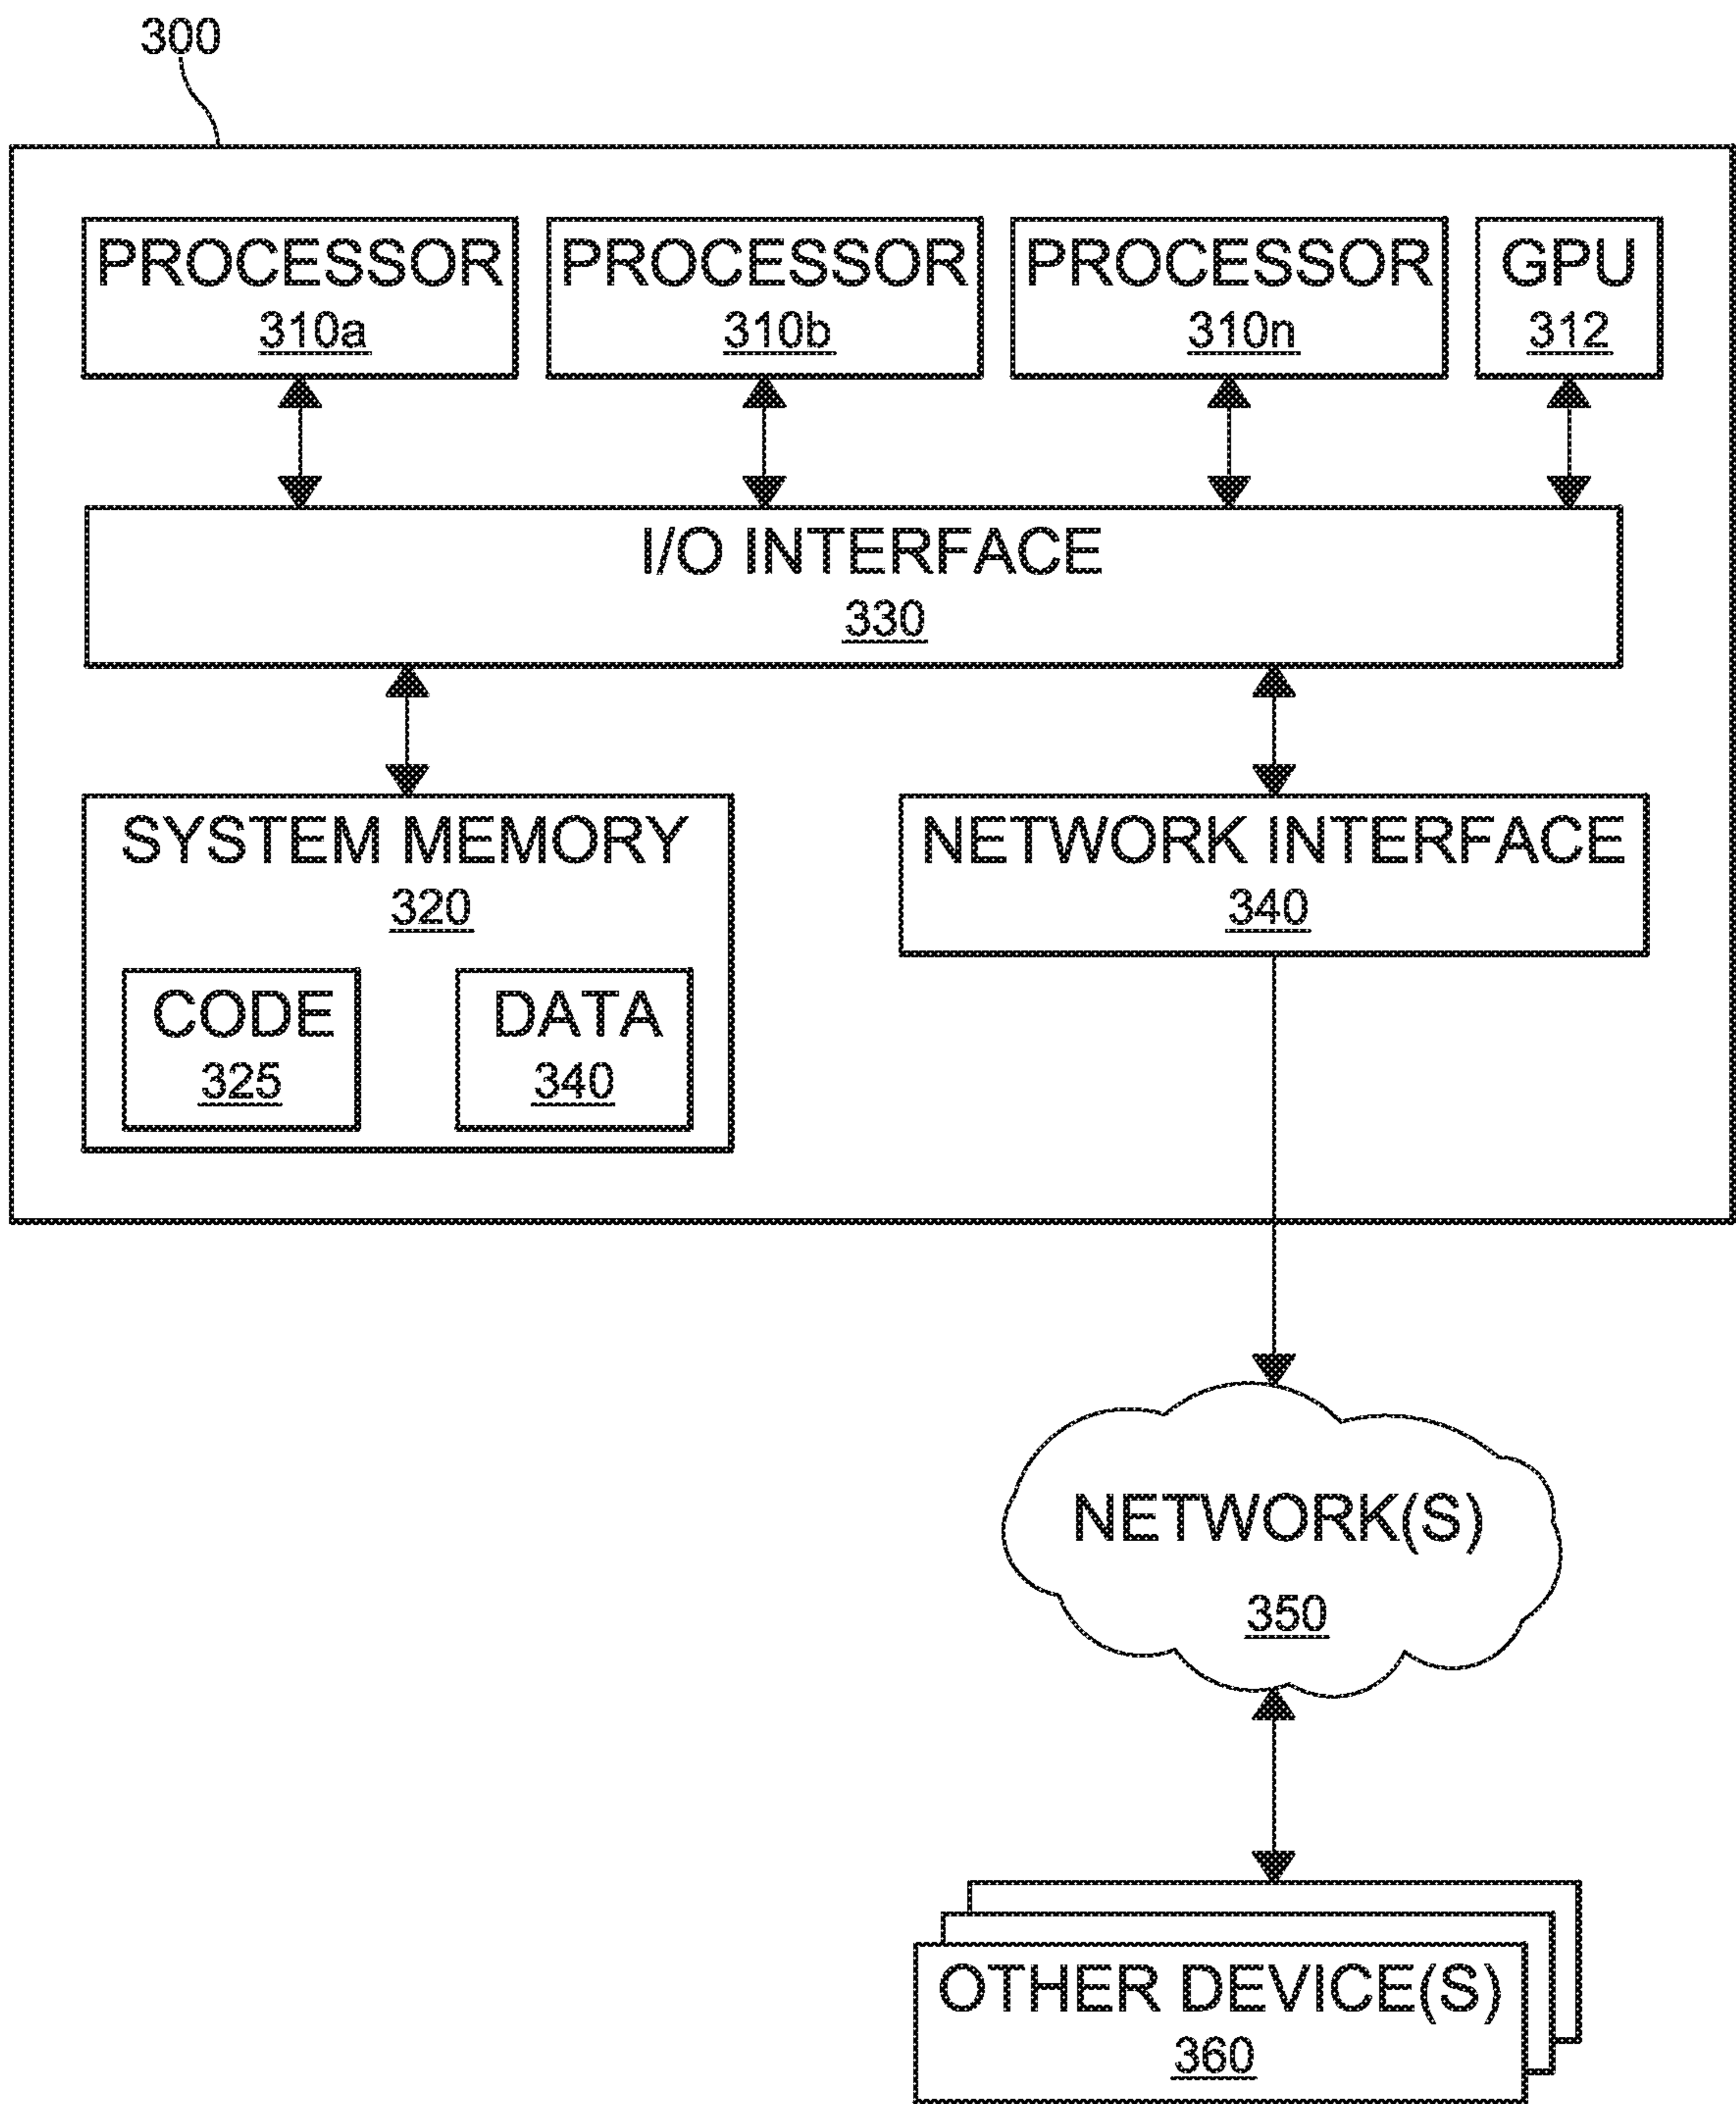 300
PROCESSOR
310a
PROCESSOR
310b
PROCESSOR
310n
GPU
312
I/O INTERFACE
330
SYSTEM MEMORY
320
CODE
325
DATA
340
NETWORK INTERFACE
340
NETWORK(S)
350
OTHER DEVICE(S)
360